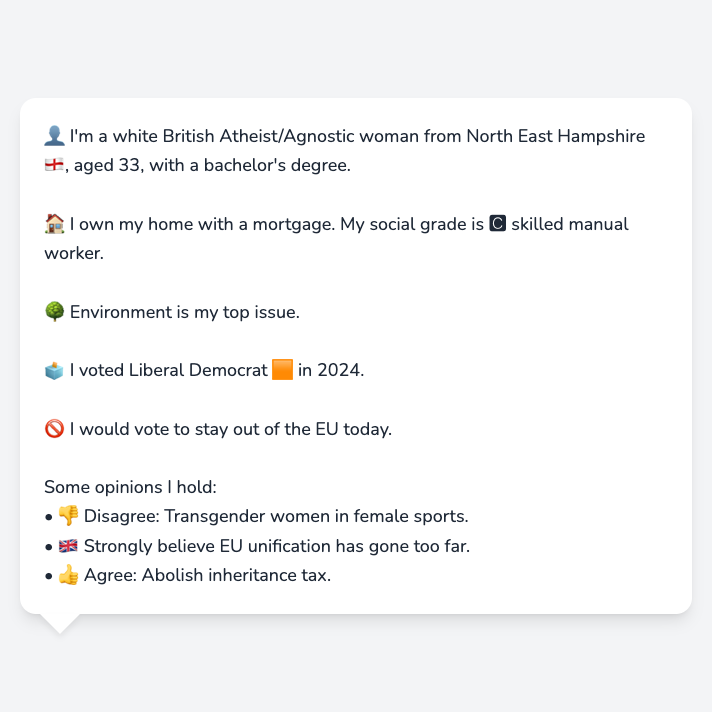 👤 I'm a white British Atheist/Agnostic woman from North East Hampshire
🏴󠁧󠁢󠁥󠁮󠁧󠁿, aged 33, with a bachelor's degree.
🏠 I own my home with a mortgage. My social grade is 🅲 skilled manual
worker.
🌳 Environment is my top issue.
🗳️ I voted Liberal Democrat 🟧 in 2024.
🚫 I would vote to stay out of the EU today.
Some opinions I hold:
• 👎 Disagree: Transgender women in female sports.
• 🇬🇧 Strongly believe EU unification has gone too far.
• 👍 Agree: Abolish inheritance tax.